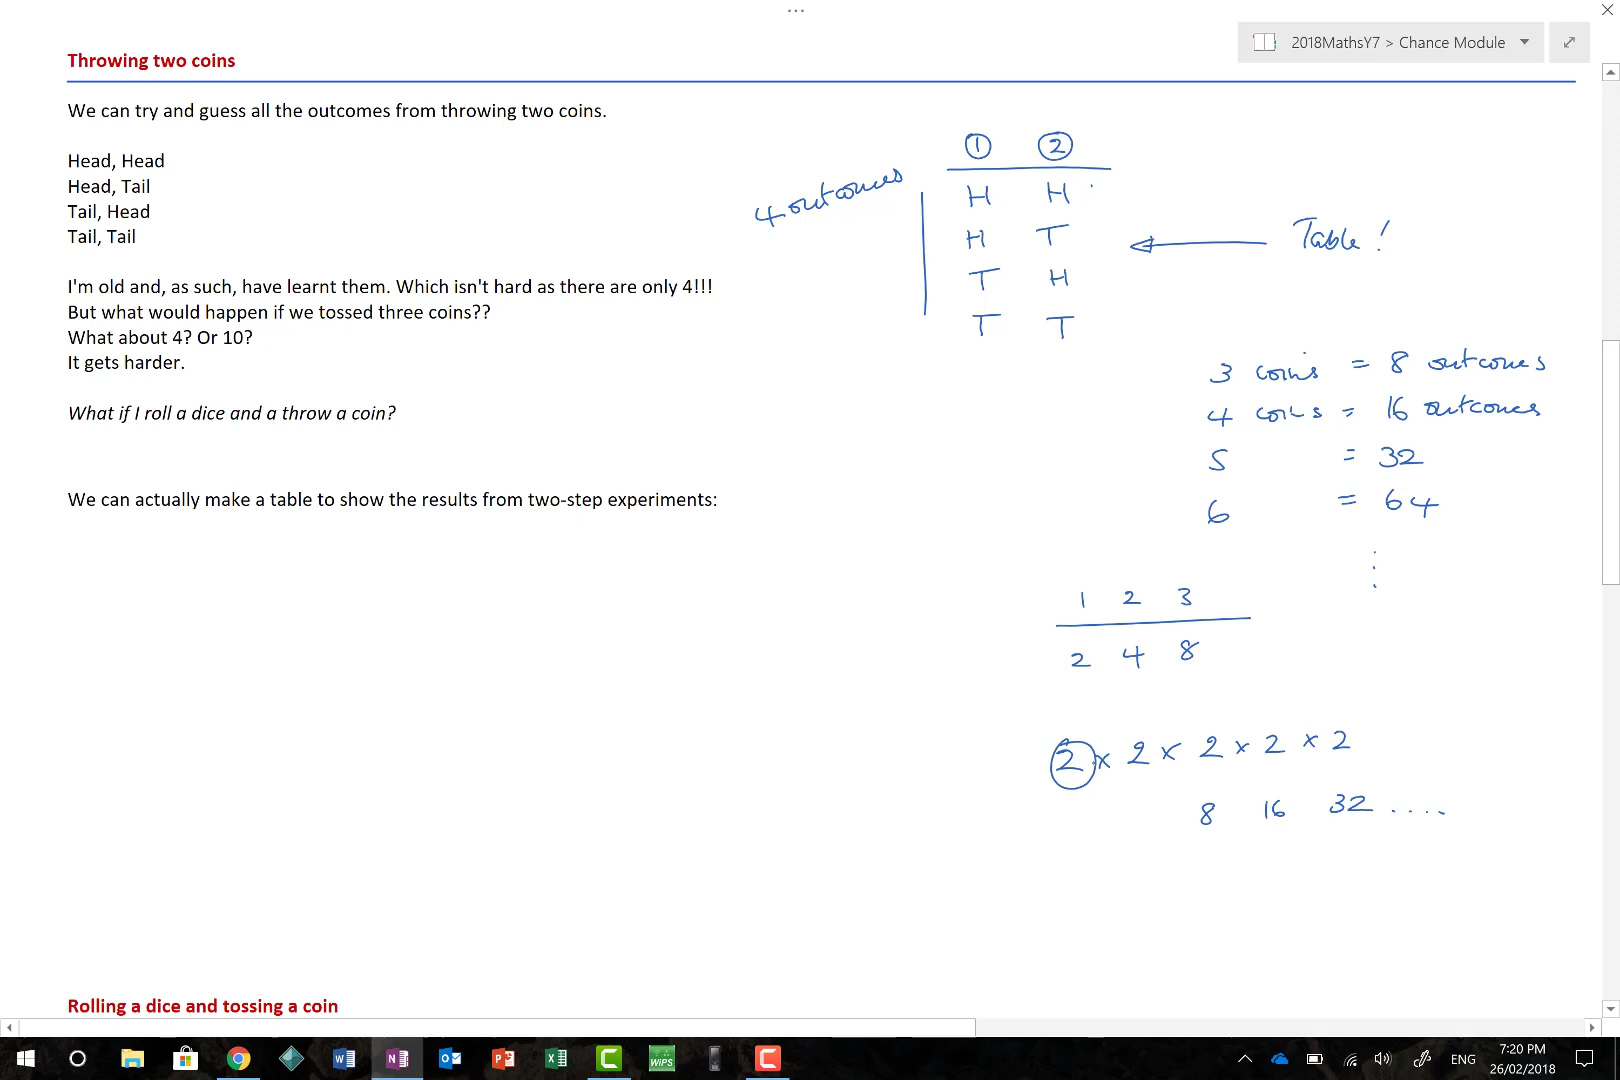 2018MathsY7 > Chance Module
Throwing two coins
We can try and guess all the outcomes from throwing two coins.
Head, Head
Head, Tail
Tail, Head
Tail, Tail
I'm old and, as such, have learnt them. Which isn't hard as there are only 4!!!
But what would happen if we tossed three coins??
What about 4? Or 10?
It gets harder.
What if I roll a dice and a throw a coin?
We can actually make a table to show the results from two-step experiments:
4 outcomes
1 2
H H
H T
T H
T T
Table!
3 coins = 8 outcomes
4 coins = 16 outcomes
5 = 32
6 = 64
1 2 3
2 4 8
2 x 2 x 2 x 2 x 2
8 16 32 ....
Rolling a dice and tossing a coin
WiPS
ENG
7:20 PM
26/02/2018